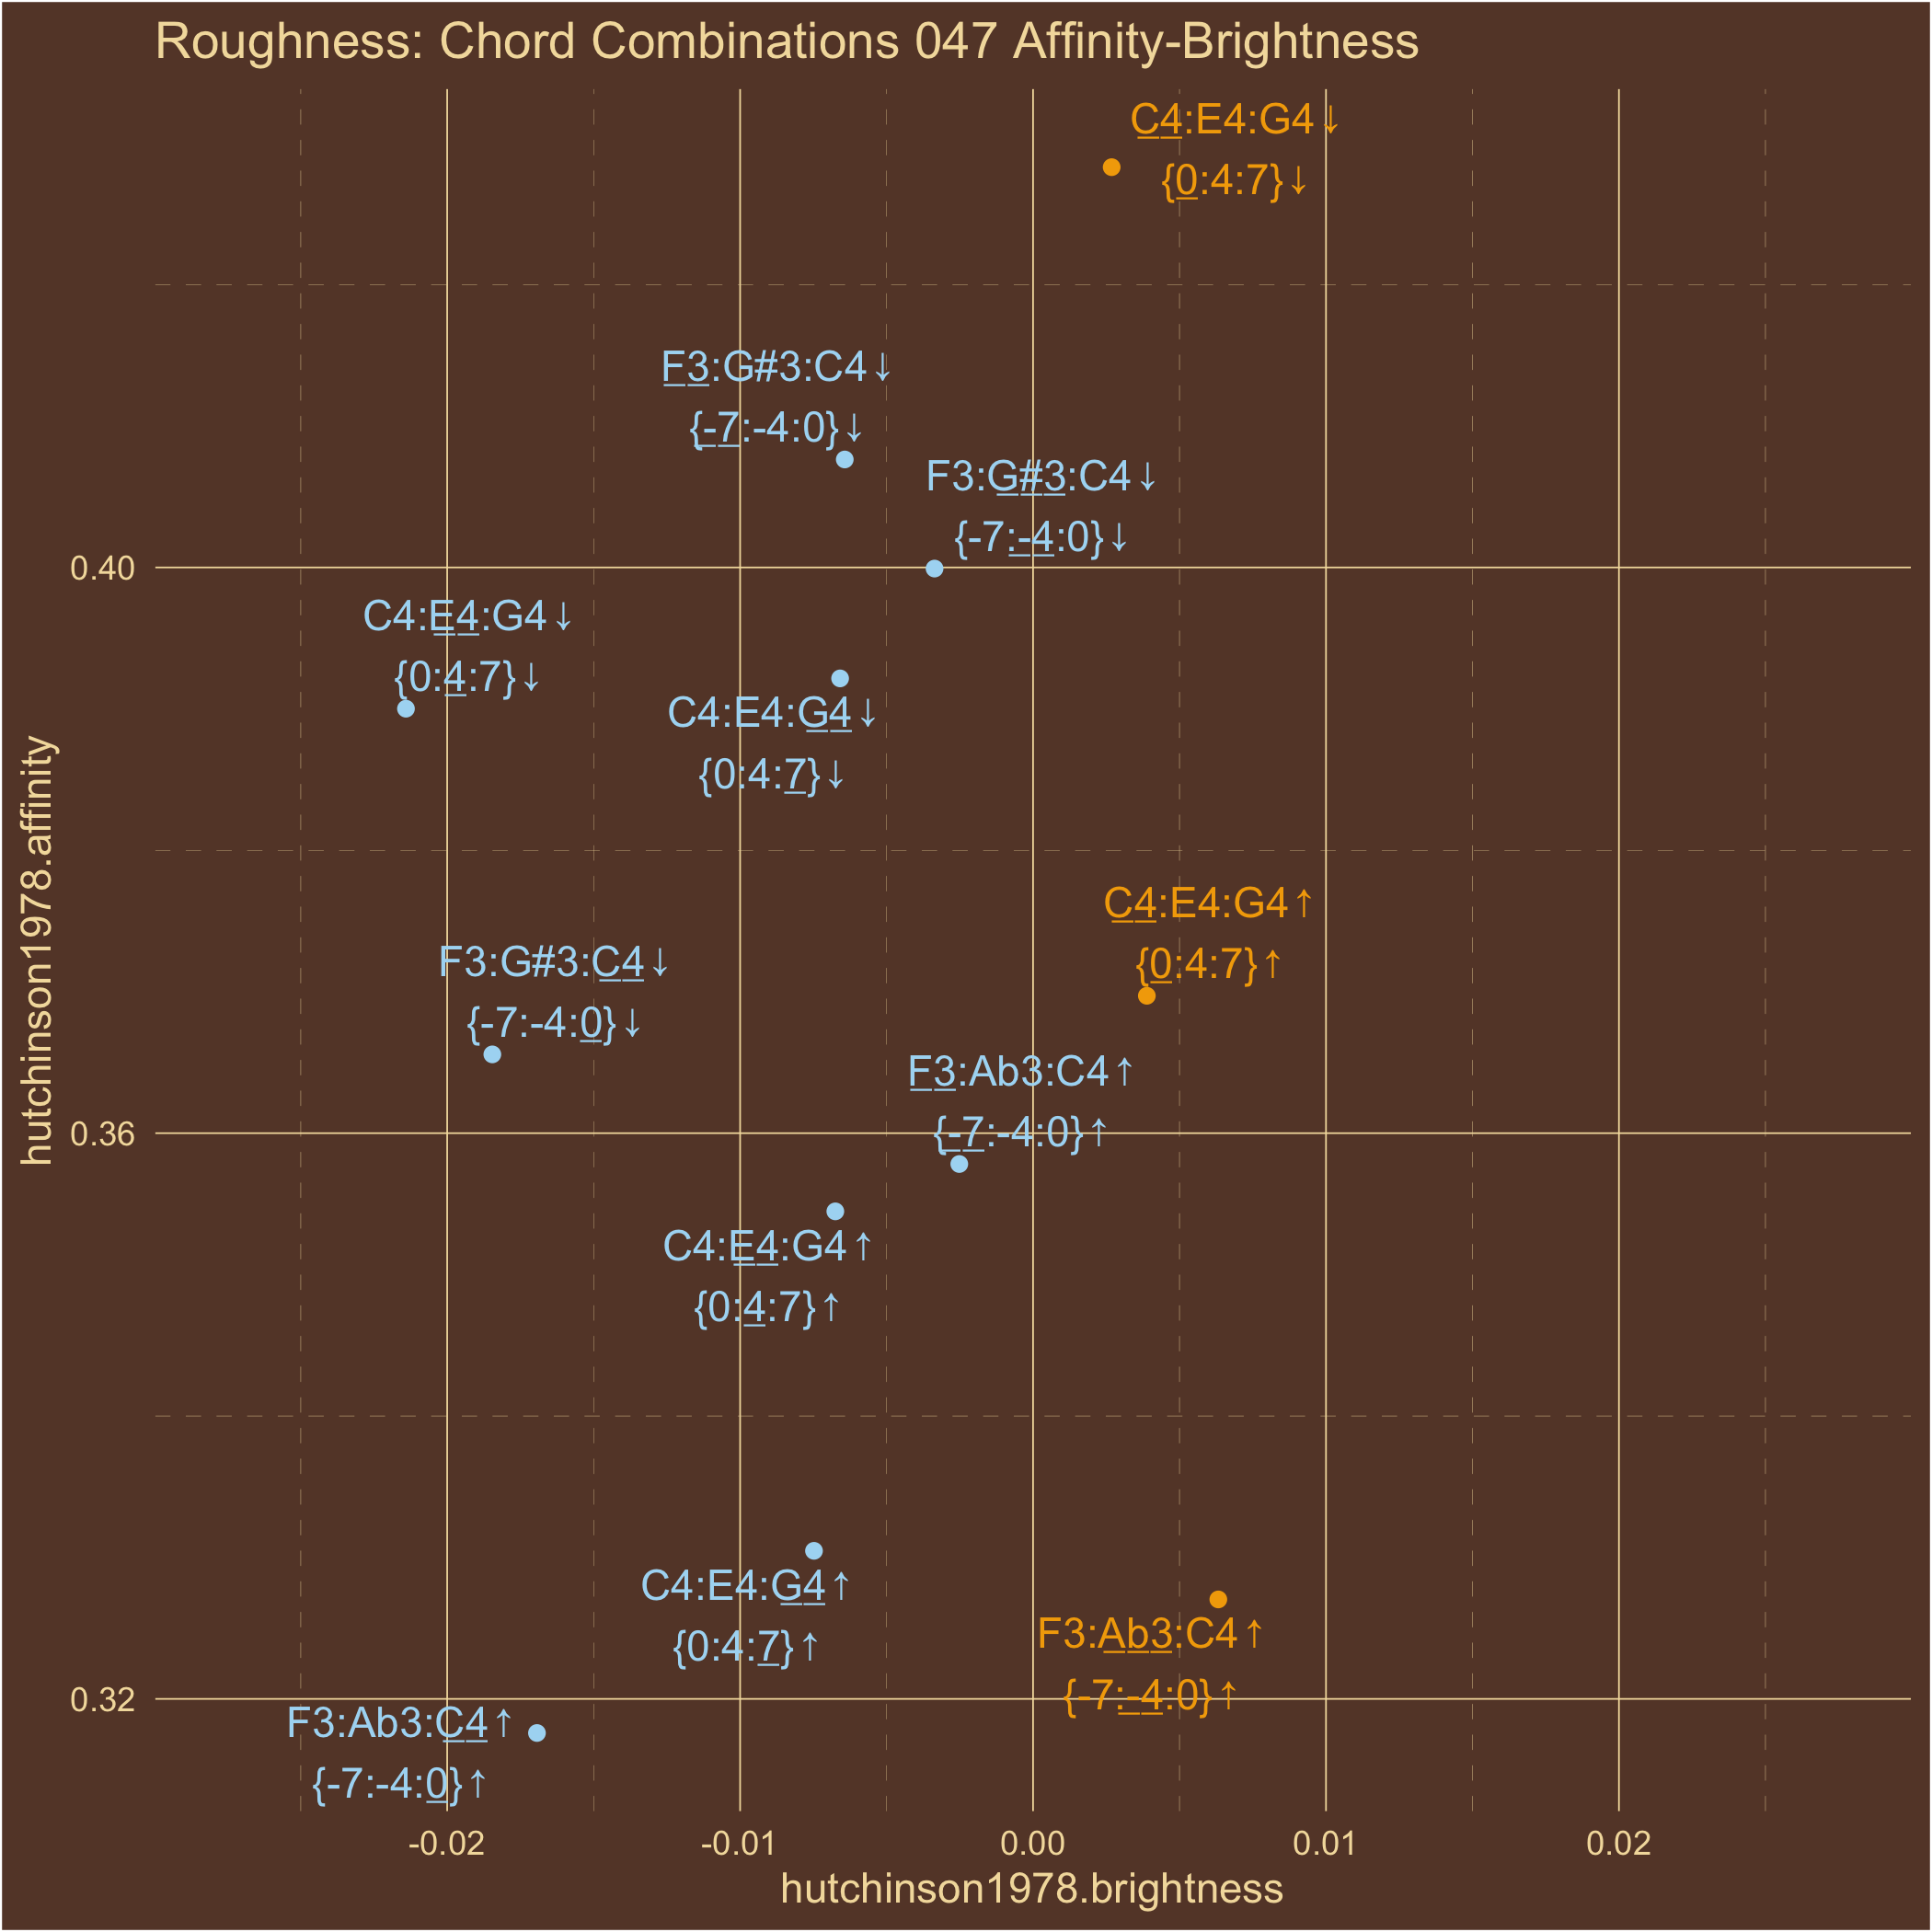 Roughness: Chord Combinations 047 Affinity-Brightness
C4:E4:G4↓
{0:4:7}↓
F3:G#3:C4↓
{-7:-4:0}↓
F3:G#3:C4↓
{-7:-4:0}↓
0.40
C4:E4:G4↓
{0:4:7}↓
C4:E4:G4↓
{0:4:7}↓
hutchinson1978.affinity
C4:E4:G4↑
{0:4:7}↑
F3:G#3:C4↓
{-7:-4:0}↓
F3:Ab3:C4↑
{-7:-4:0}↑
0.36
C4:E4:G4↑
{0:4:7}↑
C4:E4:G4↑
{0:4:7}↑
F3:Ab3:C4↑
{-7:-4:0}↑
0.32
F3:Ab3:C4↑
{-7:-4:0}↑
-0.02 -0.01 0.00 0.01 0.02
hutchinson1978.brightness